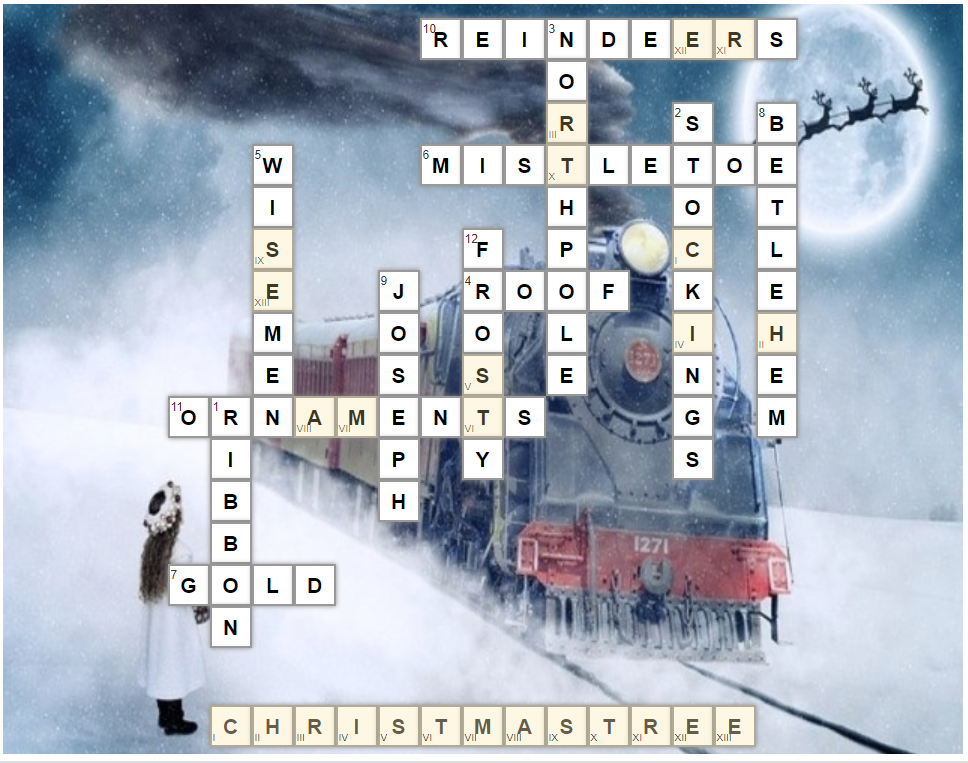 10 R E I 3 N D E XII E XI R S
O
III R 2 S 8 B
5 W 6 M I S X T L E T O E
I H O T
IX S 12 F P I C L
XIII E 9 J 4 R O O F K E
M O O L IV I II H
E S V S E N E
11 O 1 R N VIII A VII M E N VI T S G M
I P Y S
B H
B
7 G O L D
N
1271
1271
I C II H III R IV I V S VI T VII M VIII A IX S X T XI R XII E XIII E